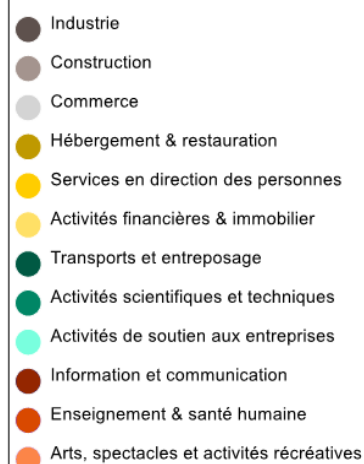 Industrie
Construction
Commerce
Hébergement & restauration
Services en direction des personnes
Activités financières & immobilier
Transports et entreposage
Activités scientifiques et techniques
Activités de soutien aux entreprises
Information et communication
Enseignement & santé humaine
Arts, spectacles et activités récréatives